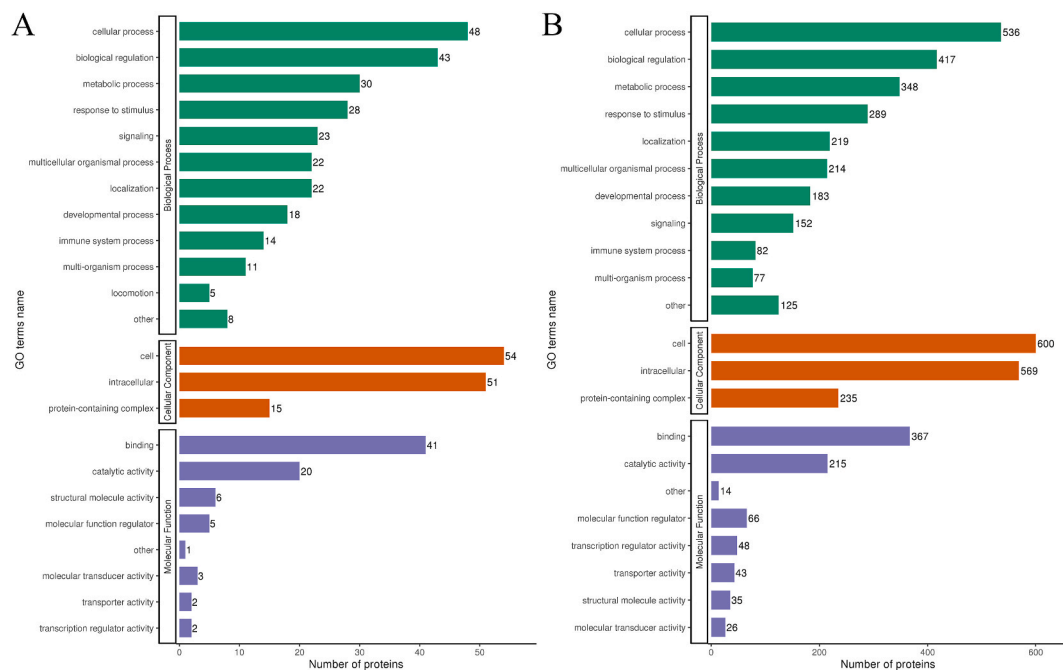 A
GO terms name
Biological Process
cellular process 48
biological regulation 43
metabolic process 30
response to stimulus 28
signaling 23
multicellular organismal process 22
localization 22
developmental process 18
immune system process 14
multi-organism process 11
locomotion 5
other 8
Cellular Component
cell 54
intracellular 51
protein-containing complex 15
Molecular Function
binding 41
catalytic activity 20
structural molecule activity 6
molecular function regulator 5
other 1
molecular transducer activity 3
transporter activity 2
transcription regulator activity 2
0 10 20 30 40 50
Number of proteins
B
GO terms name
Biological Process
cellular process 536
biological regulation 417
metabolic process 348
response to stimulus 289
localization 219
multicellular organismal process 214
developmental process 183
signaling 152
immune system process 82
multi-organism process 77
other 125
Cellular Component
cell 600
intracellular 569
protein-containing complex 235
Molecular Function
binding 367
catalytic activity 215
other 14
molecular function regulator 66
transcription regulator activity 48
transporter activity 43
structural molecule activity 35
molecular transducer activity 26
0 200 400 600
Number of proteins